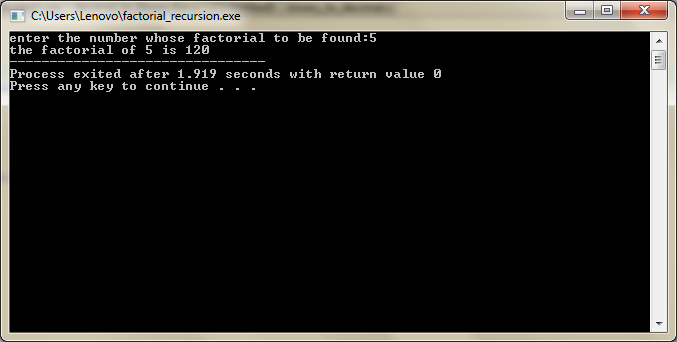 C:\Users\Lenovo\factorial_recursion.exe
enter the number whose factorial to be found:5
the factorial of 5 is 120
--------------------------------
Process exited after 1.919 seconds with return value 0
Press any key to continue . . .